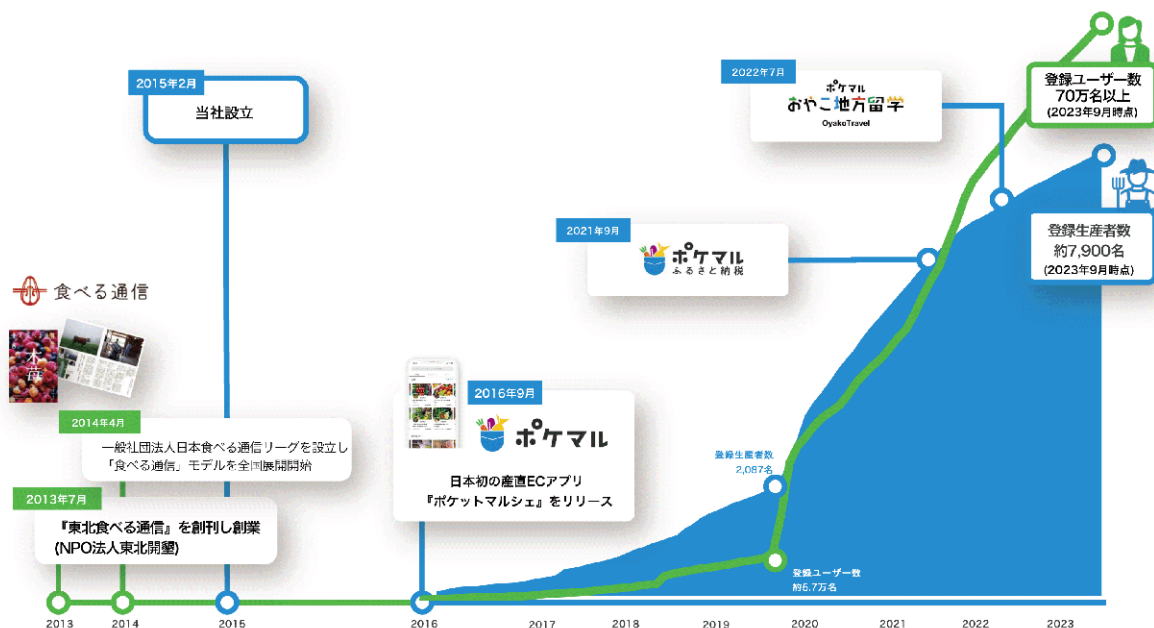 2013年7月
『東北食べる通信』を創刊し創業
(NPO法人東北開墾)
2014年4月
一般社団法人日本食べる通信リーグを設立し
「食べる通信」モデルを全国展開開始
食べる通信
木苺
2015年2月
当社設立
2016年9月
ポケマル
日本初の産直ECアプリ
『ポケットマルシェ』をリリース
登録生産者数
2,087名
登録ユーザー数
約5.7万名
2021年9月
ポケマル
ふるさと納税
2022年7月
ポケマル
おやこ地方留学
OyakoTravel
登録ユーザー数
70万名以上
(2023年9月時点)
登録生産者数
約7,900名
(2023年9月時点)
2013
2014
2015
2016
2017
2018
2019
2020
2021
2022
2023